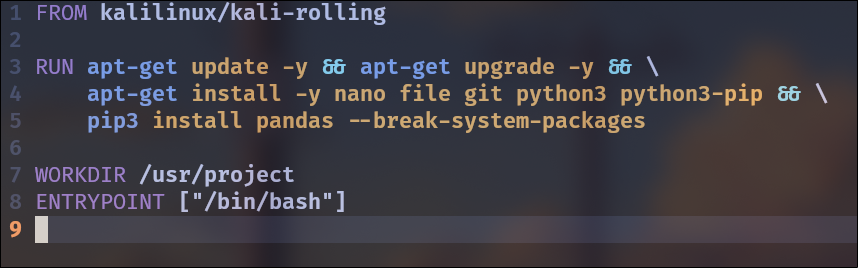 1 FROM kalilinux/kali-rolling
2
3 RUN apt-get update -y && apt-get upgrade -y && \
4     apt-get install -y nano file git python3 python3-pip && \
5     pip3 install pandas --break-system-packages
6
7 WORKDIR /usr/project
8 ENTRYPOINT ["/bin/bash"]
9